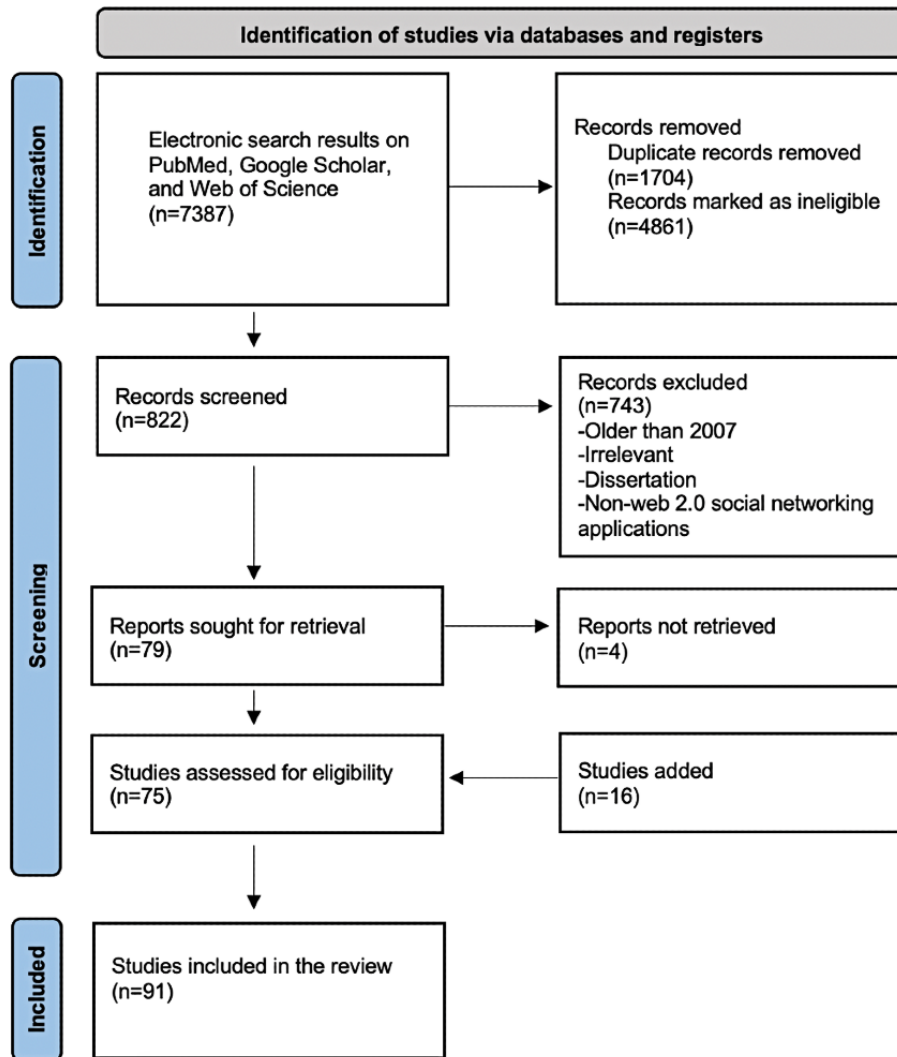 Identification of studies via databases and registers
Identification
Electronic search results on
PubMed, Google Scholar,
and Web of Science
(n=7387)
Records removed
Duplicate records removed
(n=1704)
Records marked as ineligible
(n=4861)
Screening
Records screened
(n=822)
Records excluded
(n=743)
-Older than 2007
-Irrelevant
-Dissertation
-Non-web 2.0 social networking
applications
Reports sought for retrieval
(n=79)
Reports not retrieved
(n=4)
Studies assessed for eligibility
(n=75)
Studies added
(n=16)
Included
Studies included in the review
(n=91)